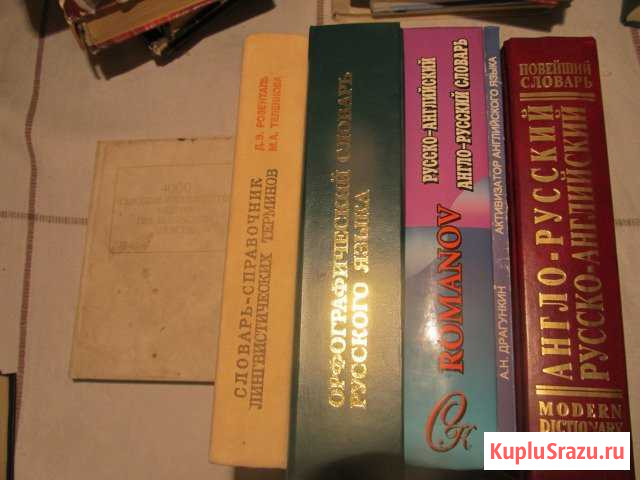 4000
Д.Э. РОЗЕНТАЛЬ
М.А. ТЕЛЕНКОВА
СЛОВАРЬ-СПРАВОЧНИК
ЛИНГВИСТИЧЕСКИХ ТЕРМИНОВ
ОРФОГРАФИЧЕСКИЙ СЛОВАРЬ
РУССКОГО ЯЗЫКА
РУССКО-АНГЛИЙСКИЙ
АНГЛО-РУССКИЙ СЛОВАРЬ
ROMANOV
А.Н. ДРАГУНКИН
АКТИВИЗАТОР АНГЛИЙСКОГО ЯЗЫКА
НОВЕЙШИЙ
СЛОВАРЬ
АНГЛО-РУССКИЙ
РУССКО-АНГЛИЙСКИЙ
MODERN
DICTIONARY
KupluSrazu.ru